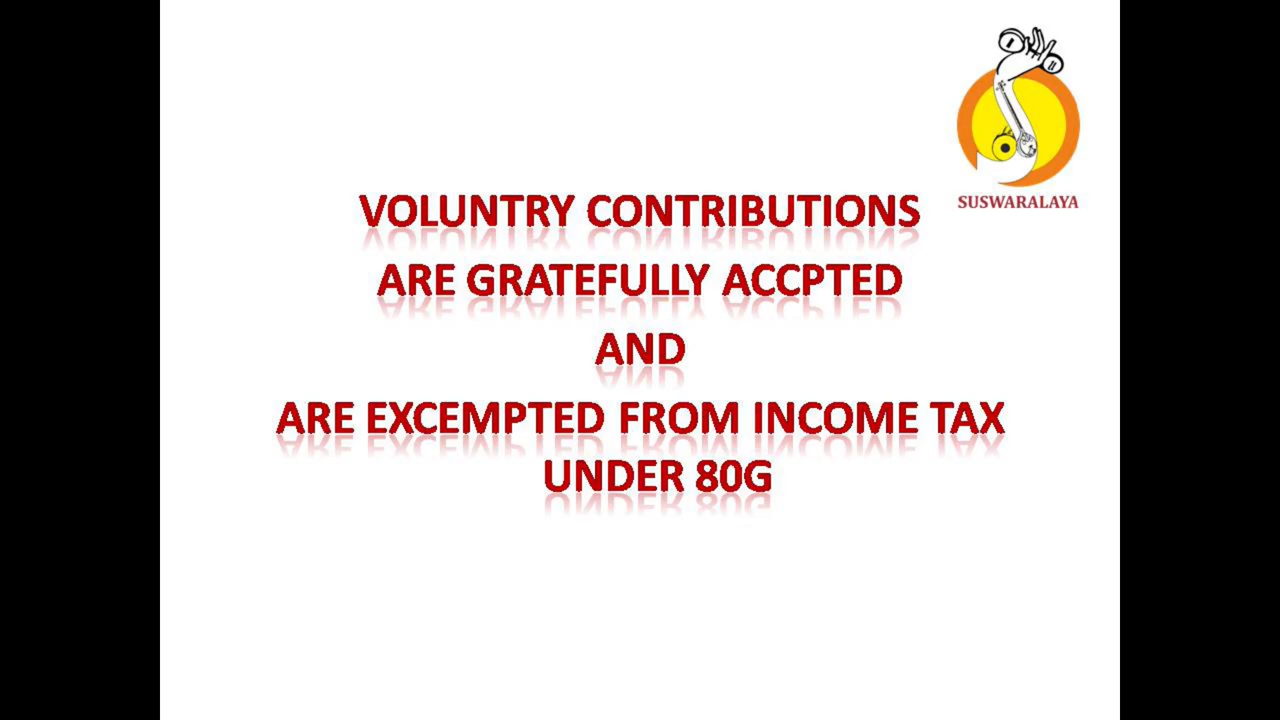 SUSWARALAYA
VOLUNTRY CONTRIBUTIONS
ARE GRATEFULLY ACCPTED
AND
ARE EXCEMPTED FROM INCOME TAX
UNDER 80G